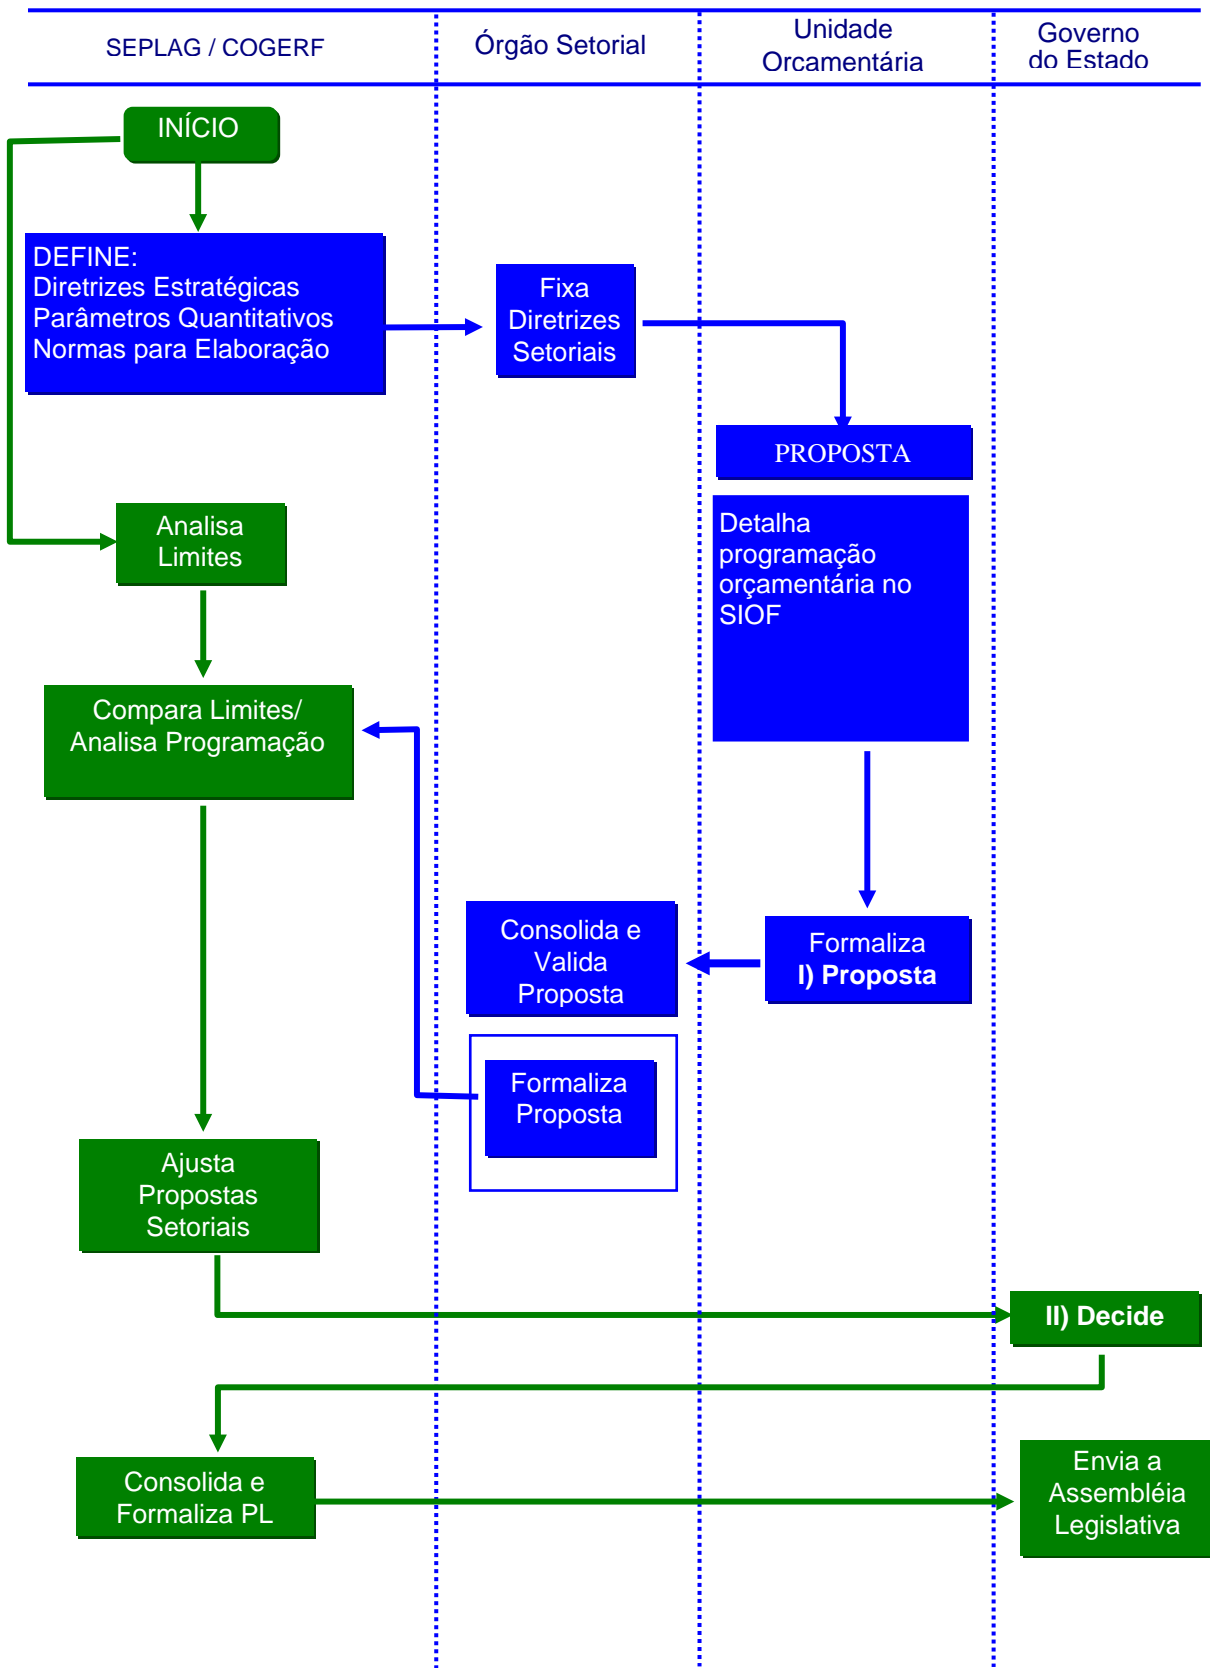 SEPLAG / COGERF
Órgão Setorial
Unidade
Orcamentária
Governo
do Estado
INÍCIO
DEFINE:
Diretrizes Estratégicas
Parâmetros Quantitativos
Normas para Elaboração
Fixa
Diretrizes
Setoriais
PROPOSTA
Detalha
programação
orçamentária no
SIOF
Analisa
Limites
Compara Limites/
Analisa Programação
Consolida e
Valida
Proposta
Formaliza
I) Proposta
Formaliza
Proposta
Ajusta
Propostas
Setoriais
II) Decide
Consolida e
Formaliza PL
Envia a
Assembléia
Legislativa